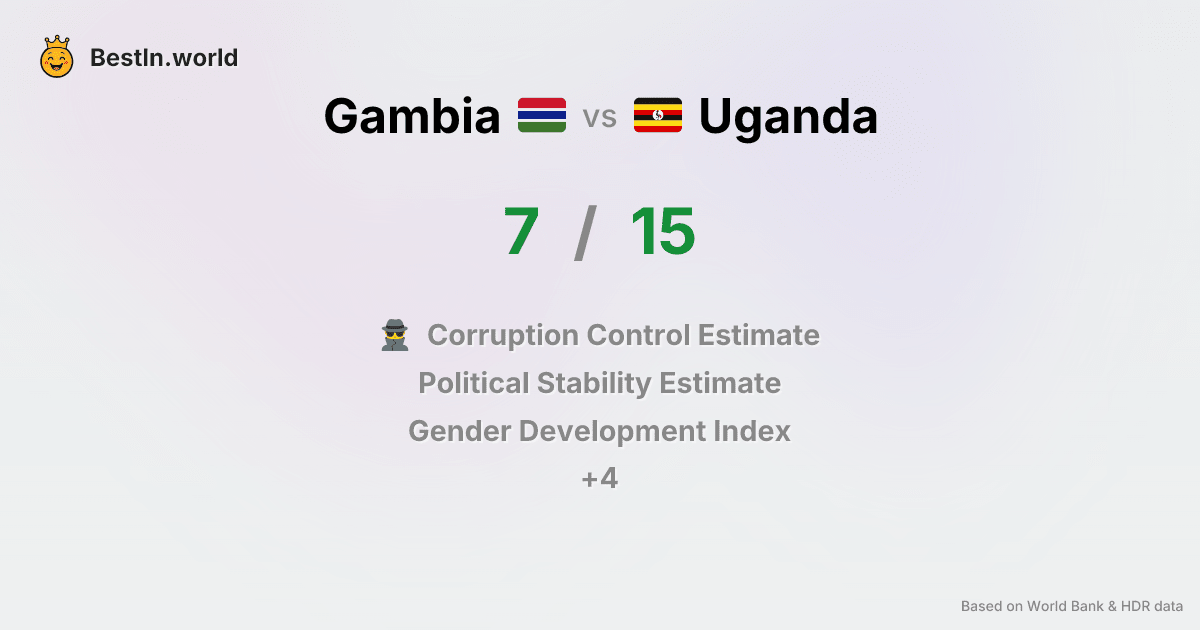 BestIn.world
Gambia vs Uganda
7 / 15
Corruption Control Estimate
Political Stability Estimate
Gender Development Index
+4
Based on World Bank & HDR data